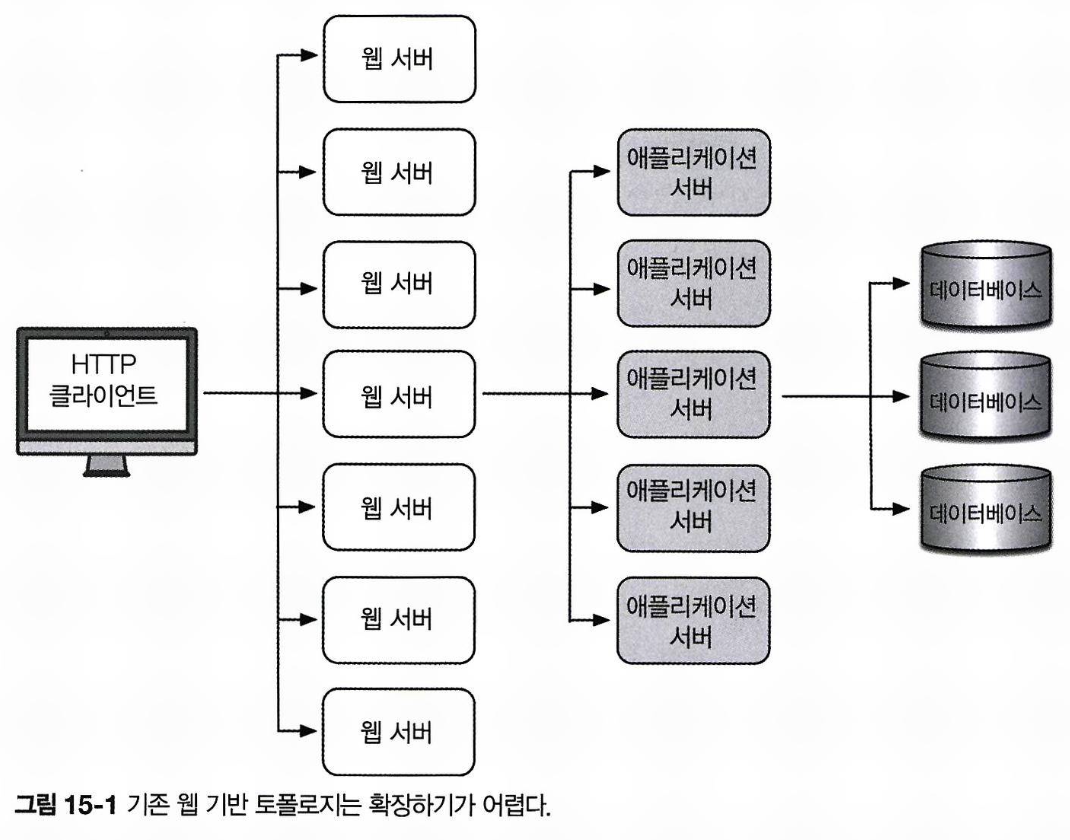 HTTP
클라이언트
웹 서버
웹 서버
웹 서버
웹 서버
웹 서버
웹 서버
웹 서버
애플리케이션
서버
애플리케이션
서버
애플리케이션
서버
애플리케이션
서버
애플리케이션
서버
데이터베이스
데이터베이스
데이터베이스
그림 15-1 기존 웹 기반 토폴로지는 확장하기가 어렵다.